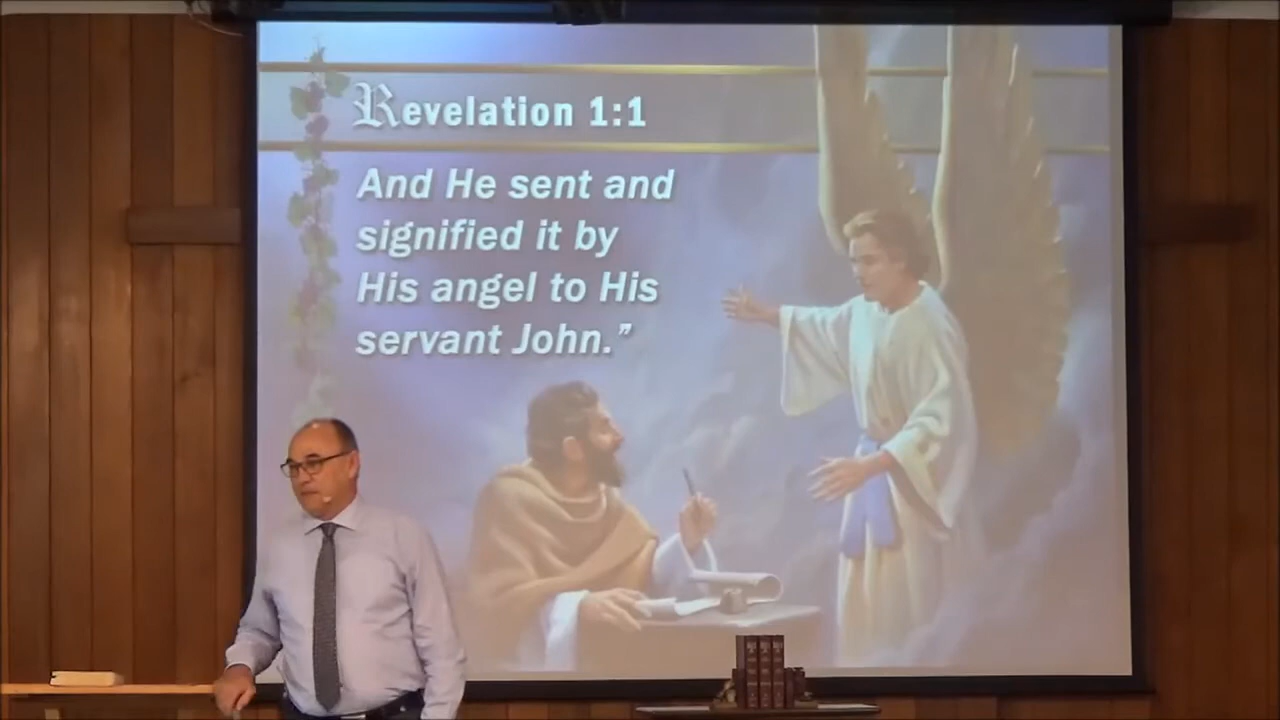 Revelation 1:1
And He sent and
signified it by
His angel to His
servant John.”